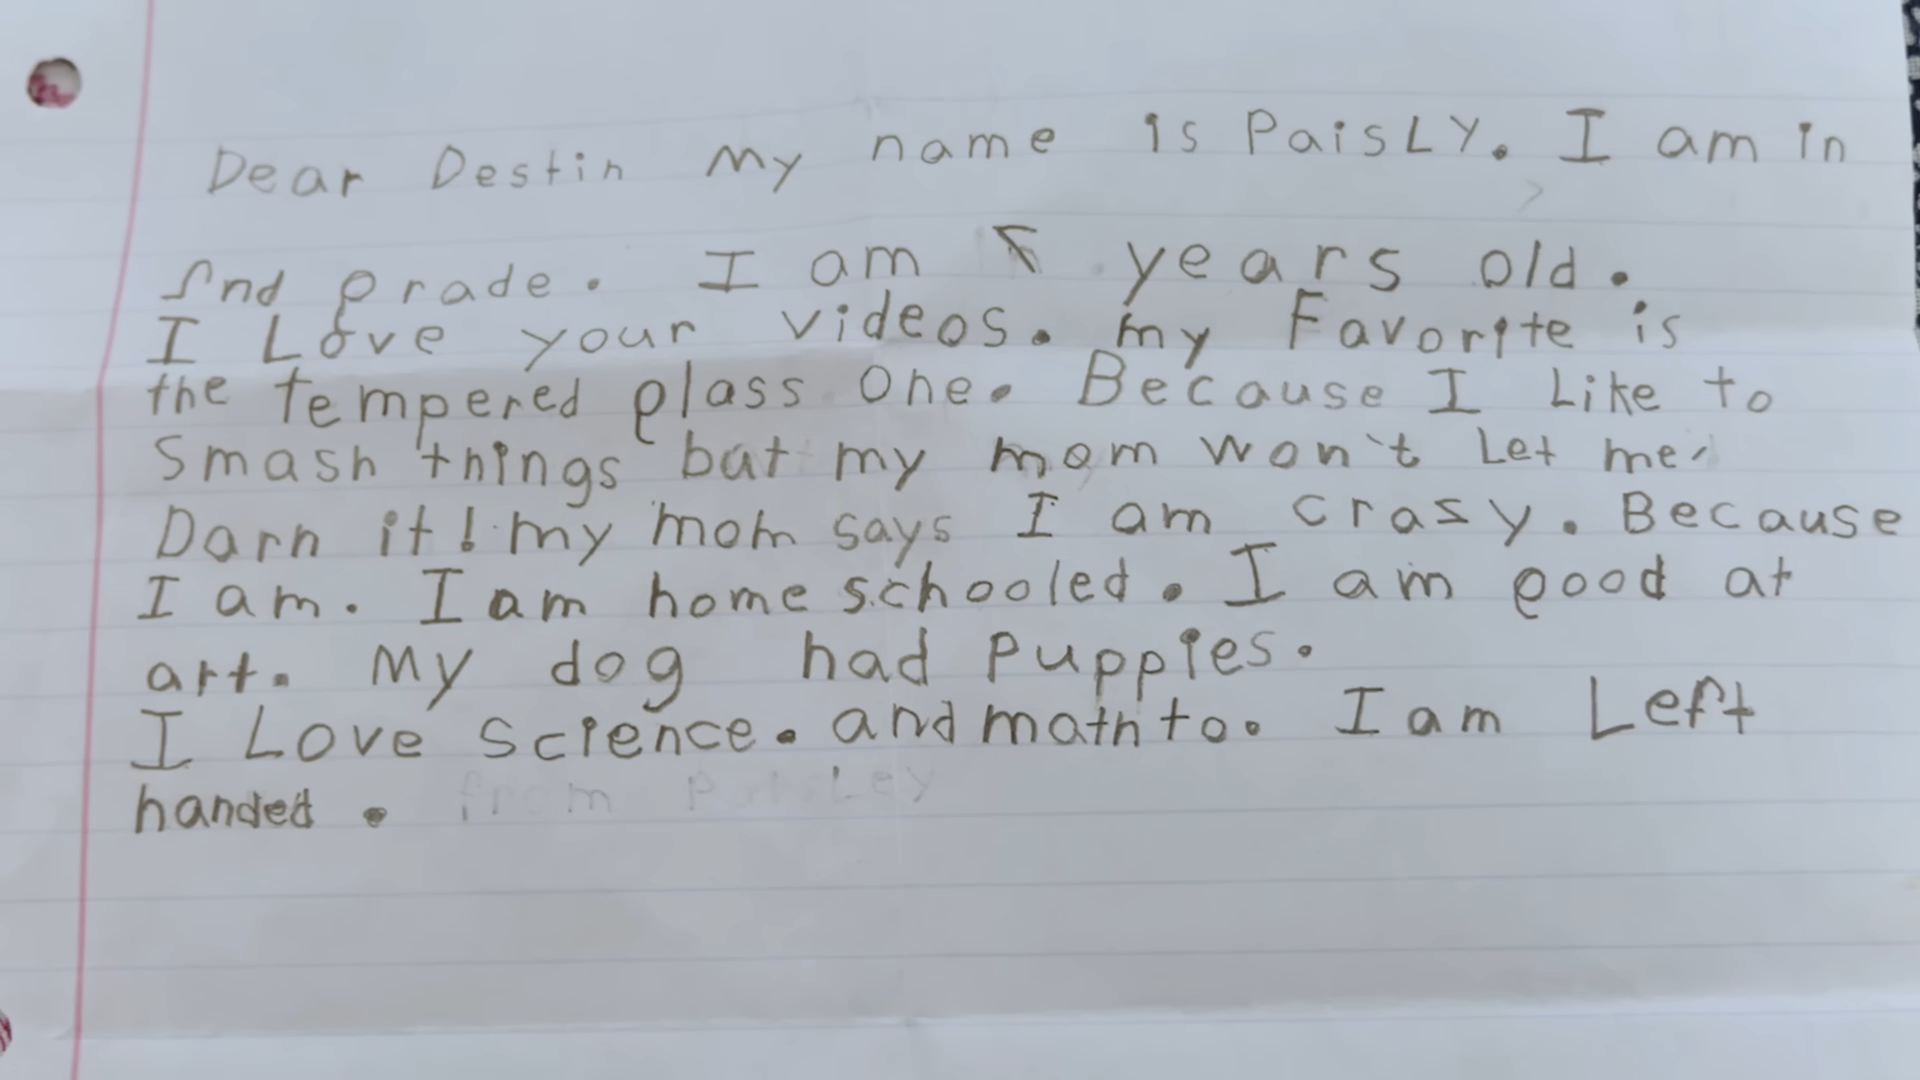 Dear Destin my name is PaisLY. I am in
2nd grade. I am 7 years old.
I Love your videos. my Favorite is
the tempered glass one. Because I Like to
Smash things but my mom won't Let me.
Darn it! my mom says I am crasy. Because
I am. I am home schooled. I am good at
art. My dog had puppies.
I Love science. and math to. I am Left
handed. from Paisley